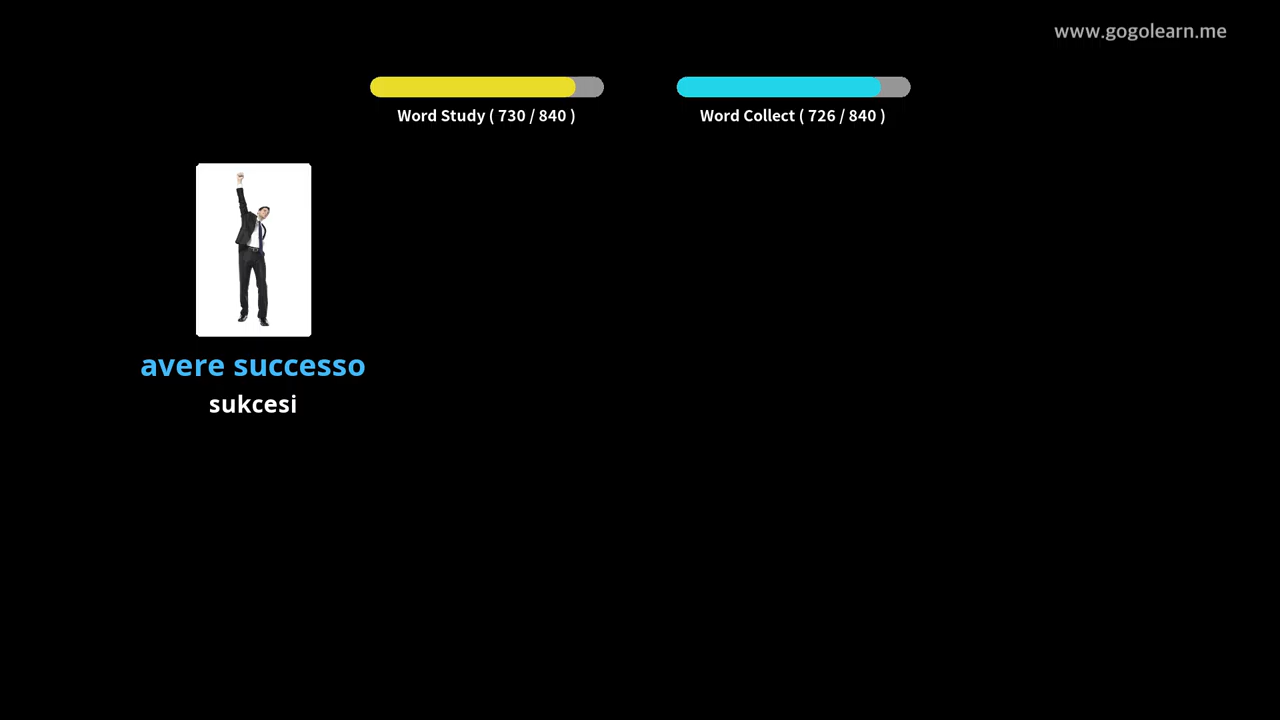 www.gogolearn.me
Word Study ( 730 / 840 )
Word Collect ( 726 / 840 )
avere successo
sukcesi